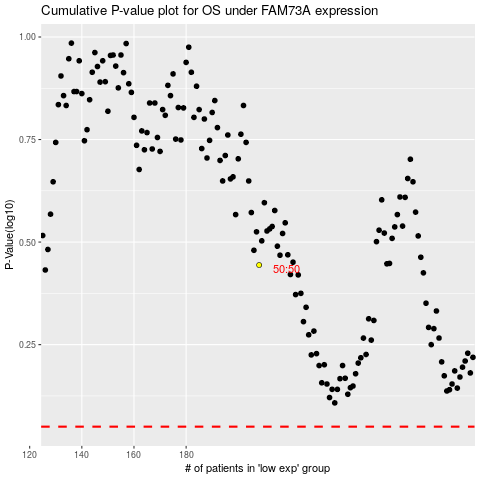 Cumulative P-value plot for OS under FAM73A expression
P-Value(log10)
1.00
0.75
0.50
0.25
50:50
120 140 160 180
# of patients in 'low exp' group